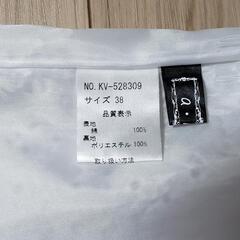 NO. KV-528309
サイズ 38
品質表示
表地
綿 100%
裏地
ポリエステル 100%
取り扱い方法
a.